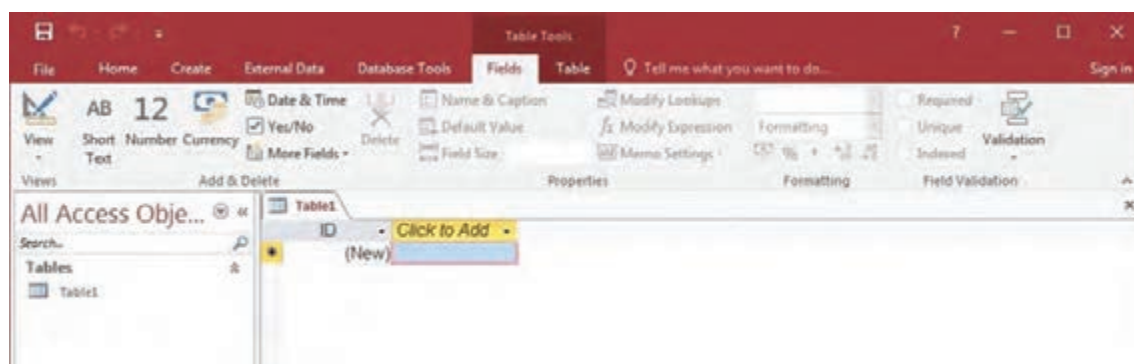 Table Tools
?
File Home Create External Data Database Tools Fields Table Tell me what you want to do... Sign in
View
AB Short Text
12 Number
Currency
Date & Time
Yes/No
More Fields
Delete
Name & Caption
Default Value
Field Size
Modify Lookups
fx Modify Expression
Memo Settings
Formatting
%
Required
Unique
Indexed
Validation
Views Add & Delete Properties Formatting Field Validation
All Access Obje...
Search...
Tables
Table1
Table1
ID Click to Add
(New)